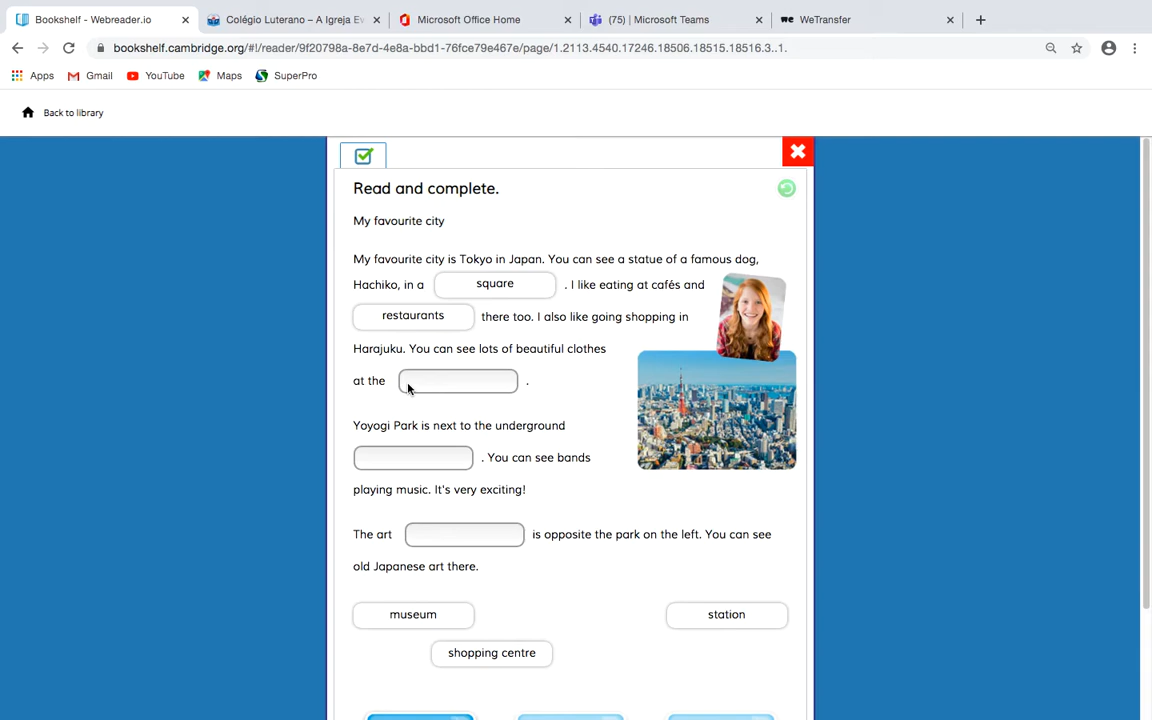 Bookshelf - Webreader.io
Colégio Luterano – A Igreja Ev
Microsoft Office Home
(75) | Microsoft Teams
we WeTransfer
bookshelf.cambridge.org/#!/reader/9f20798a-8e7d-4e8a-bbd1-76fce79e467e/page/1.2113.4540.17246.18506.18515.18516.3..1.
Apps Gmail YouTube Maps SuperPro
Back to library
Read and complete.
My favourite city
My favourite city is Tokyo in Japan. You can see a statue of a famous dog,
Hachiko, in a square . I like eating at cafés and
restaurants there too. I also like going shopping in
Harajuku. You can see lots of beautiful clothes
at the .
Yoyogi Park is next to the underground
. You can see bands
playing music. It's very exciting!
The art is opposite the park on the left. You can see
old Japanese art there.
museum station
shopping centre